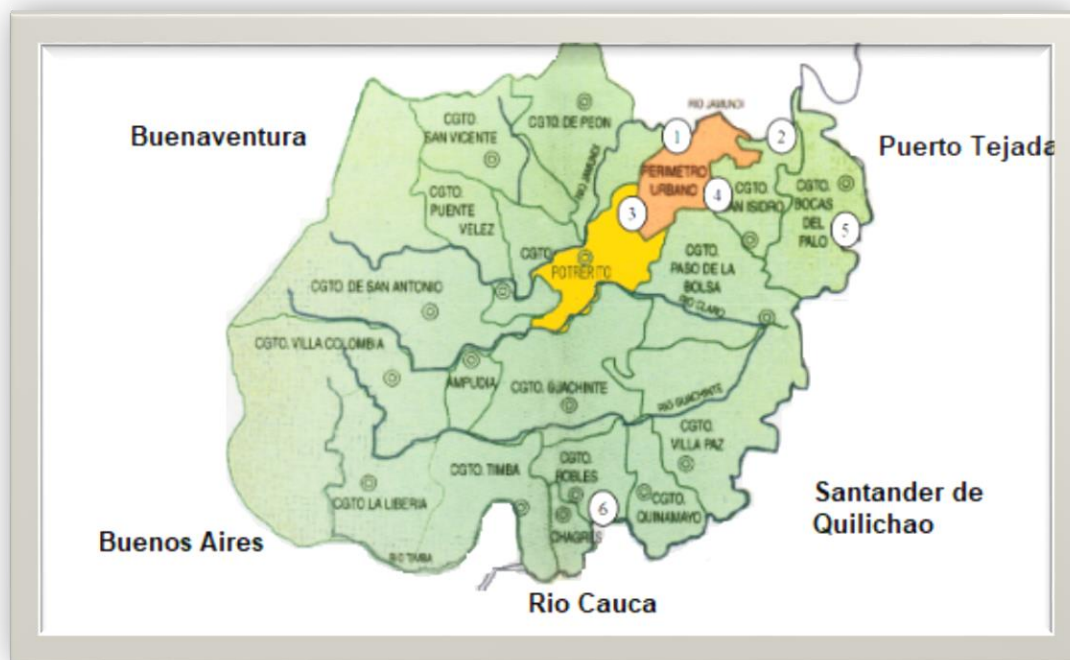 RIO JAMUNDI
1
2
Buenaventura
CGTO.
SAN VICENTE
CGTO. DE PEON
Puerto Tejada
RIO JAMUNDI
PERIMETRO
URBANO
3
4
CGTO.
SAN ISIDRO
CGTO.
BOCAS
DEL
PALO
5
CGTO.
PUENTE
VELEZ
CGTO.
POTRERITO
CGTO.
PASO DE LA
BOLSA
CGTO. DE SAN ANTONIO
RIO CLARO
CGTO. VILLA COLOMBIA
AMPUDIA
CGTO. GUACHINTE
RIO GUACHINTE
CGTO.
VILLA PAZ
CGTO. TIMBA
CGTO.
ROBLES
CGTO LA LIBERIA
6
CGTO.
QUINAMAYO
CHAGRES
Santander de
Quilichao
Buenos Aires
RIO TIMBA
Rio Cauca